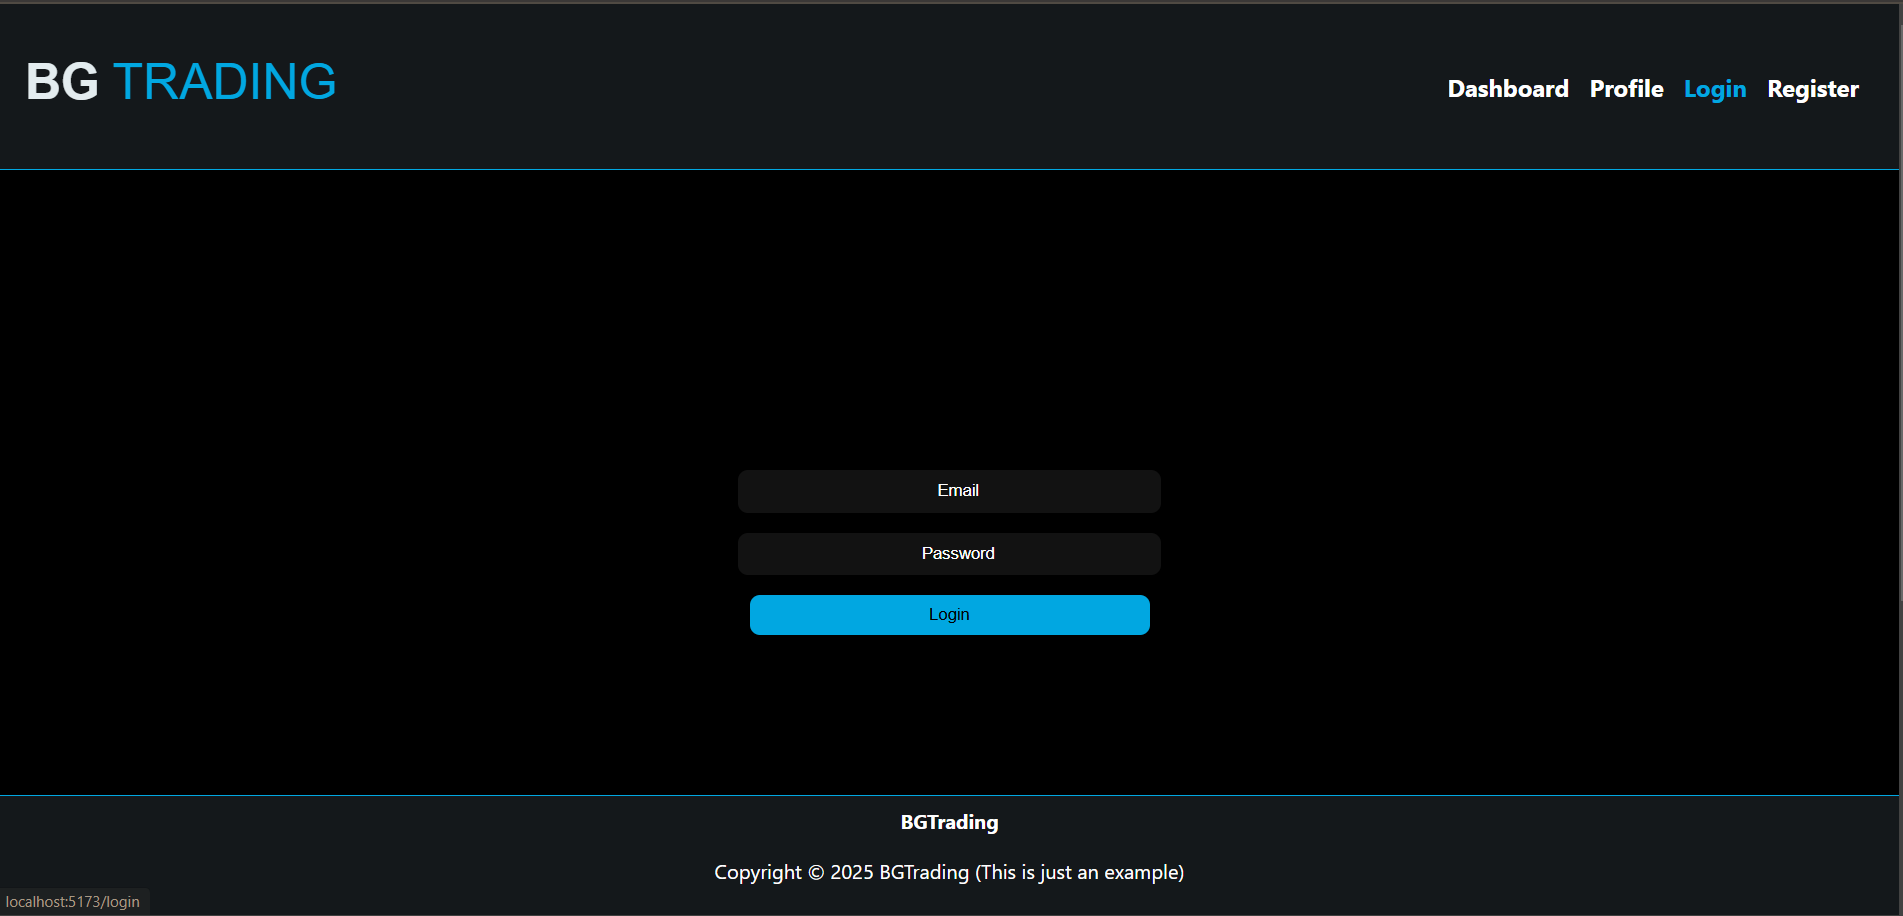 BG TRADING
Dashboard Profile Login Register
Email
Password
Login
BGTrading
Copyright © 2025 BGTrading (This is just an example)
localhost:5173/login